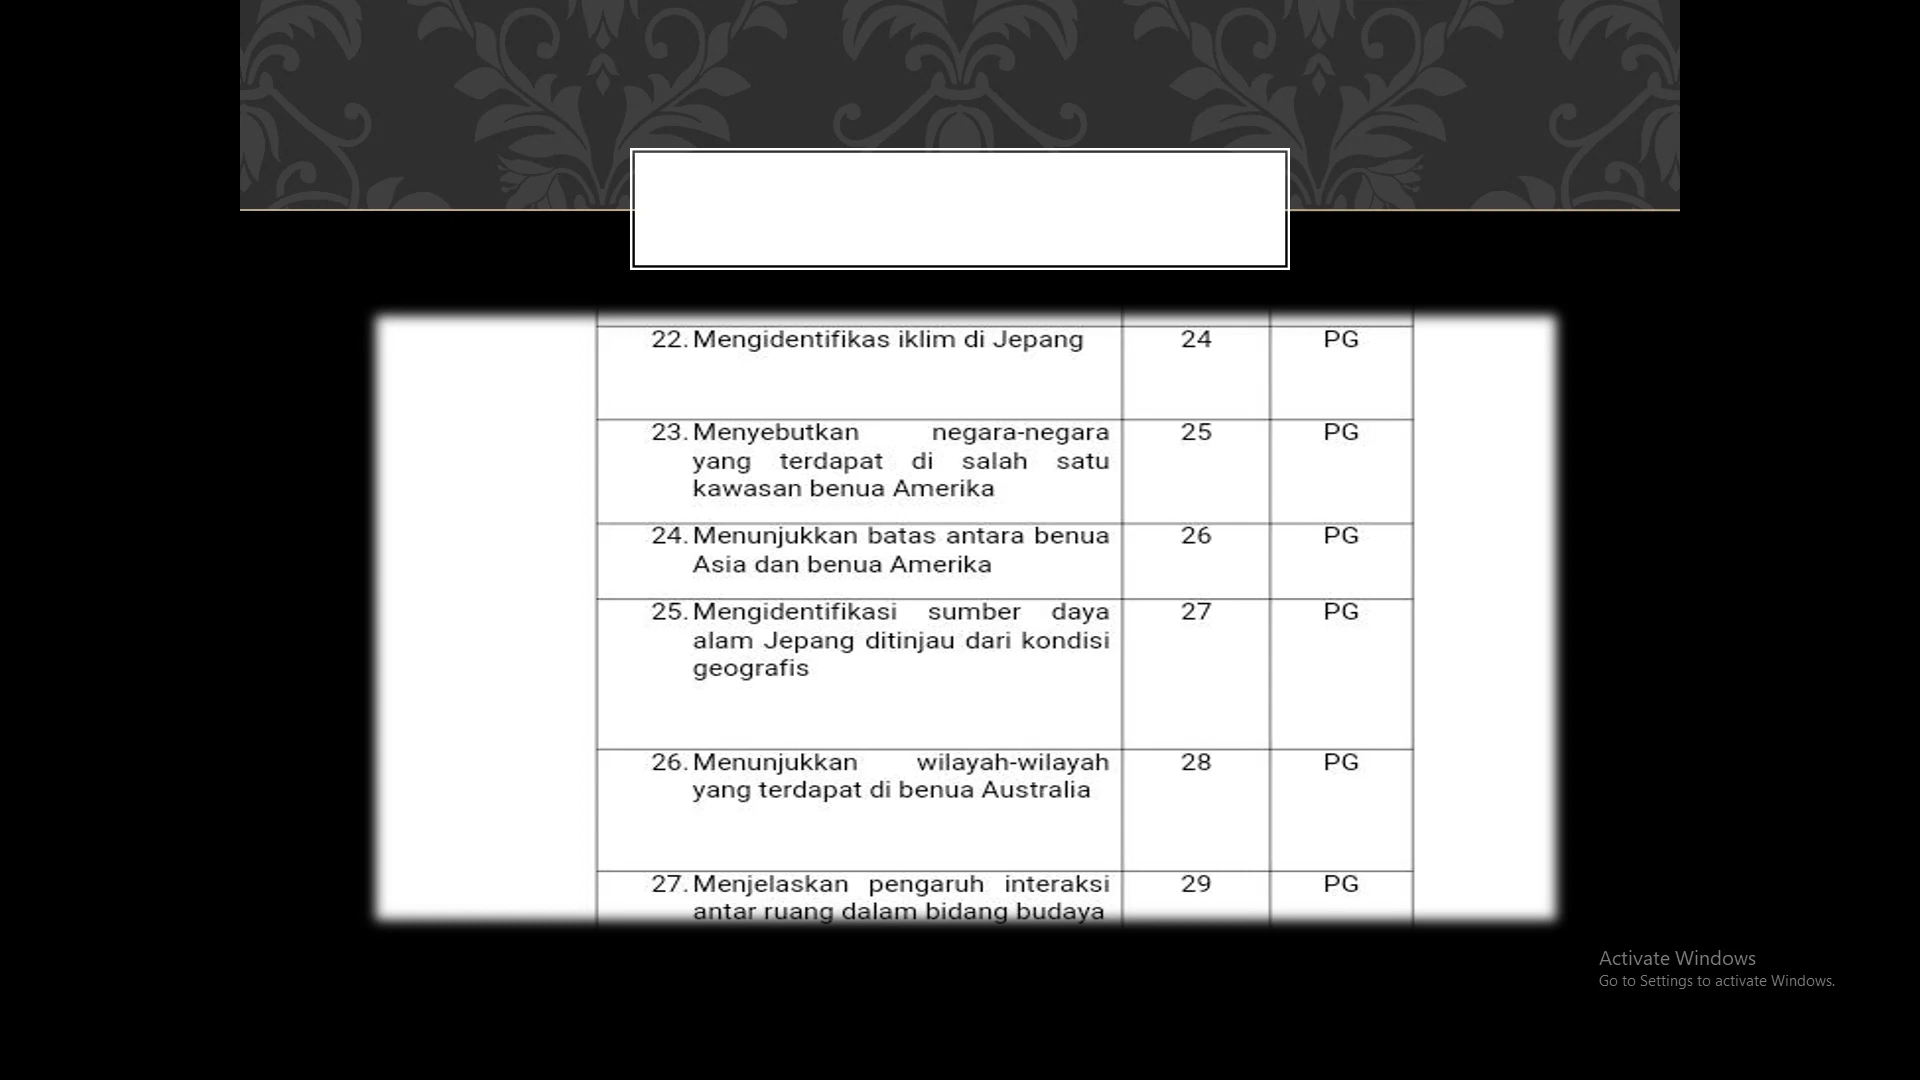 22. Mengidentifikas iklim di Jepang 24 PG
23. Menyebutkan negara-negara 25 PG
yang terdapat di salah satu
kawasan benua Amerika
24. Menunjukkan batas antara benua 26 PG
Asia dan benua Amerika
25. Mengidentifikasi sumber daya 27 PG
alam Jepang ditinjau dari kondisi
geografis
26. Menunjukkan wilayah-wilayah 28 PG
yang terdapat di benua Australia
27. Menjelaskan pengaruh interaksi 29 PG
antar ruang dalam bidang budaya
Activate Windows
Go to Settings to activate Windows.